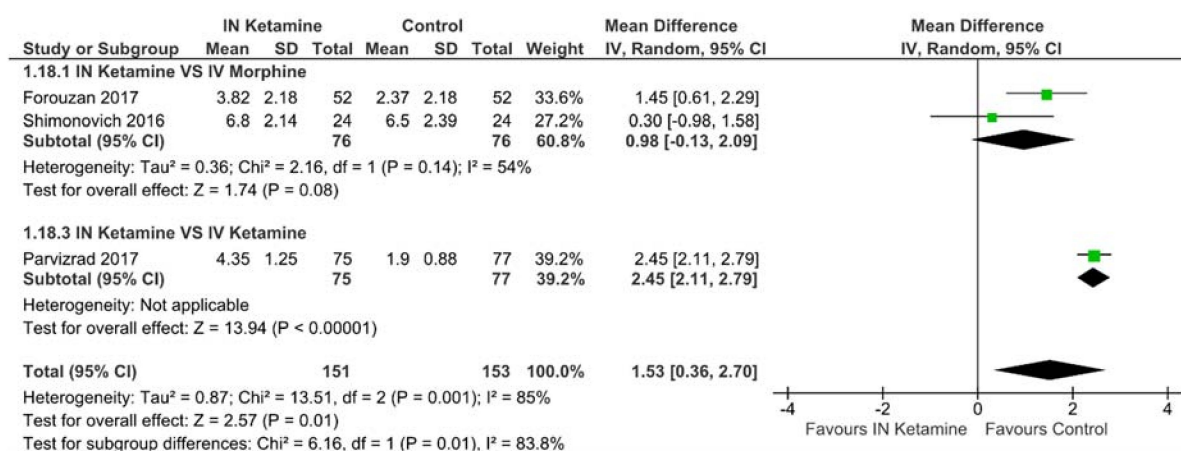 IN Ketamine Control Mean Difference Mean Difference
Study or Subgroup Mean SD Total Mean SD Total Weight IV, Random, 95% CI IV, Random, 95% CI
1.18.1 IN Ketamine VS IV Morphine
Forouzan 2017 3.82 2.18 52 2.37 2.18 52 33.6% 1.45 [0.61, 2.29]
Shimonovich 2016 6.8 2.14 24 6.5 2.39 24 27.2% 0.30 [-0.98, 1.58]
Subtotal (95% CI) 76 76 60.8% 0.98 [-0.13, 2.09]
Heterogeneity: Tau² = 0.36; Chi² = 2.16, df = 1 (P = 0.14); I² = 54%
Test for overall effect: Z = 1.74 (P = 0.08)
1.18.3 IN Ketamine VS IV Ketamine
Parvizrad 2017 4.35 1.25 75 1.9 0.88 77 39.2% 2.45 [2.11, 2.79]
Subtotal (95% CI) 75 77 39.2% 2.45 [2.11, 2.79]
Heterogeneity: Not applicable
Test for overall effect: Z = 13.94 (P < 0.00001)
Total (95% CI) 151 153 100.0% 1.53 [0.36, 2.70]
Heterogeneity: Tau² = 0.87; Chi² = 13.51, df = 2 (P = 0.001); I² = 85%
-4 -2 0 2 4
Test for overall effect: Z = 2.57 (P = 0.01)
Favours IN Ketamine Favours Control
Test for subgroup differences: Chi² = 6.16, df = 1 (P = 0.01), I² = 83.8%